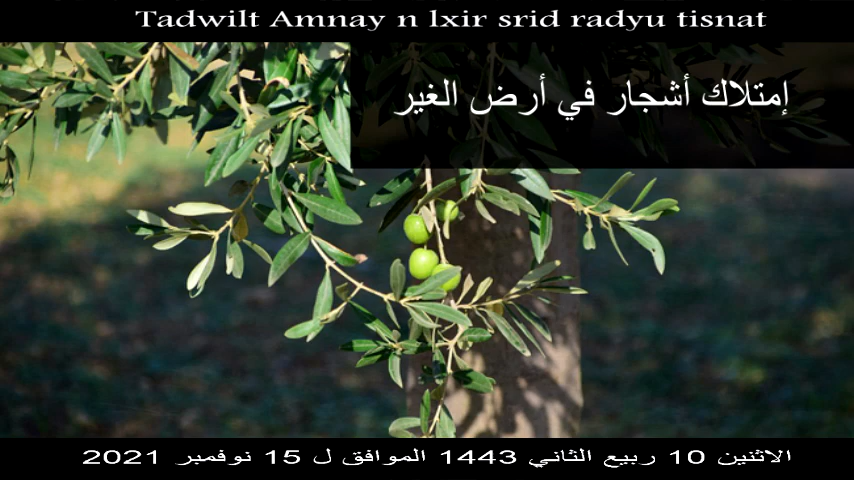 Tadwilt Amnay n lxir srid radyu tisnat
إمتلاك أشجار في أرض الغير
الاثنين 10 ربيع الثاني 1443 الموافق ل 15 نوفمبر 2021